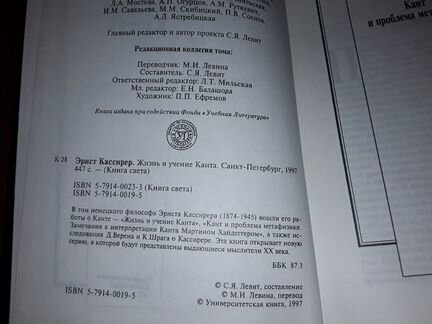 Д.А. Мостова, А.П. Огурцов, А.М. Руткевич,
И.М. Савельева, М.М. Скибицкий, П.В. Соснов,
А.Л. Ястребицкая
Главный редактор и автор проекта С.Я. Левит
Редакционная коллегия тома:
Переводчик: М.И. Левина
Составитель: С.Я. Левит
Ответственный редактор: Л.Т. Мильская
Мл. редактор: Е.Н. Балашова
Художник: П.П. Ефремов
Книга издана при содействии Фонда «Учебная Литература»
К 28 Эрнст Кассирер. Жизнь и учение Канта. Санкт-Петербург, 1997
447 с. — (Книга света)
ISBN 5-7914-0023-3 (Книга света)
ISBN 5-7914-0019-5
В том немецкого философа Эрнста Кассирера (1874-1945) вошли его ра-
боты о Канте — «Жизнь и учение Канта», «Кант и проблема метафизики.
Замечания к интерпретации Канта Мартином Хайдеггером», а также ис-
следования Д.Верена и К.Шрага о Кассирере. Эта книга открывает новую
серию, в которой будут представлены выдающиеся мыслители XX века.
ББК 87.3
© С.Я. Левит, составление
© М.И. Левина, перевод
ISBN 5-7914-0019-5 © Университетская книга, 1997
Кант
и проблема мета